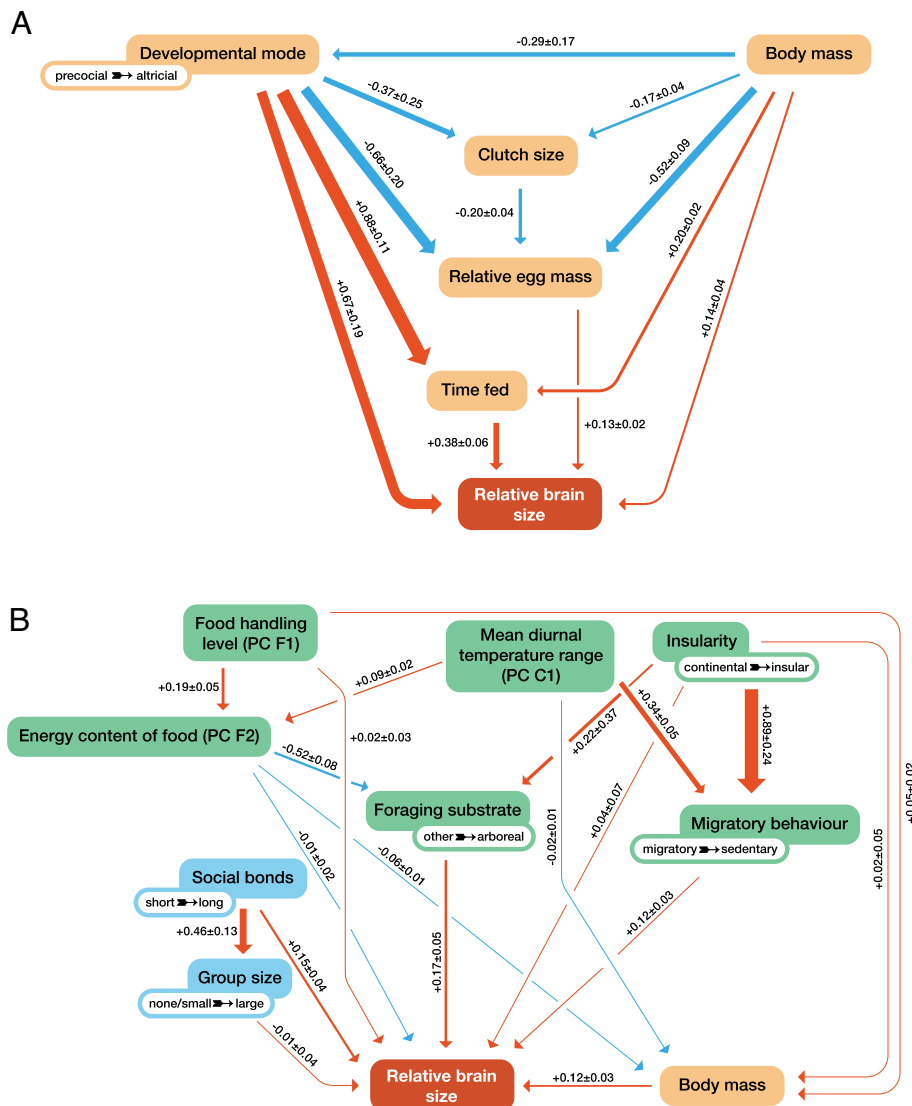 A
Developmental mode
precocial ➵ altricial
-0.29±0.17
Body mass
-0.37±0.25
-0.17±0.04
Clutch size
-0.66±0.20
-0.52±0.09
+0.88±0.11
-0.20±0.04
+0.20±0.02
Relative egg mass
+0.67±0.19
+0.14±0.04
Time fed
+0.38±0.06
+0.13±0.02
Relative brain
size
B
Food handling
level (PC F1)
Mean diurnal
temperature range
(PC C1)
Insularity
continental ➵ insular
+0.19±0.05
+0.09±0.02
+0.34±0.05
+0.22±0.37
+0.89±0.24
Energy content of food (PC F2)
+0.02±0.03
-0.52±0.08
+0.05±0.02
Foraging substrate
other ➵ arboreal
+0.04±0.07
Migratory behaviour
migratory ➵ sedentary
-0.02±0.01
+0.02±0.05
-0.01±0.02
-0.06±0.01
Social bonds
short ➵ long
+0.46±0.13
+0.15±0.04
+0.17±0.05
+0.12±0.03
Group size
none/small ➵ large
-0.01±0.04
Relative brain
size
+0.12±0.03
Body mass